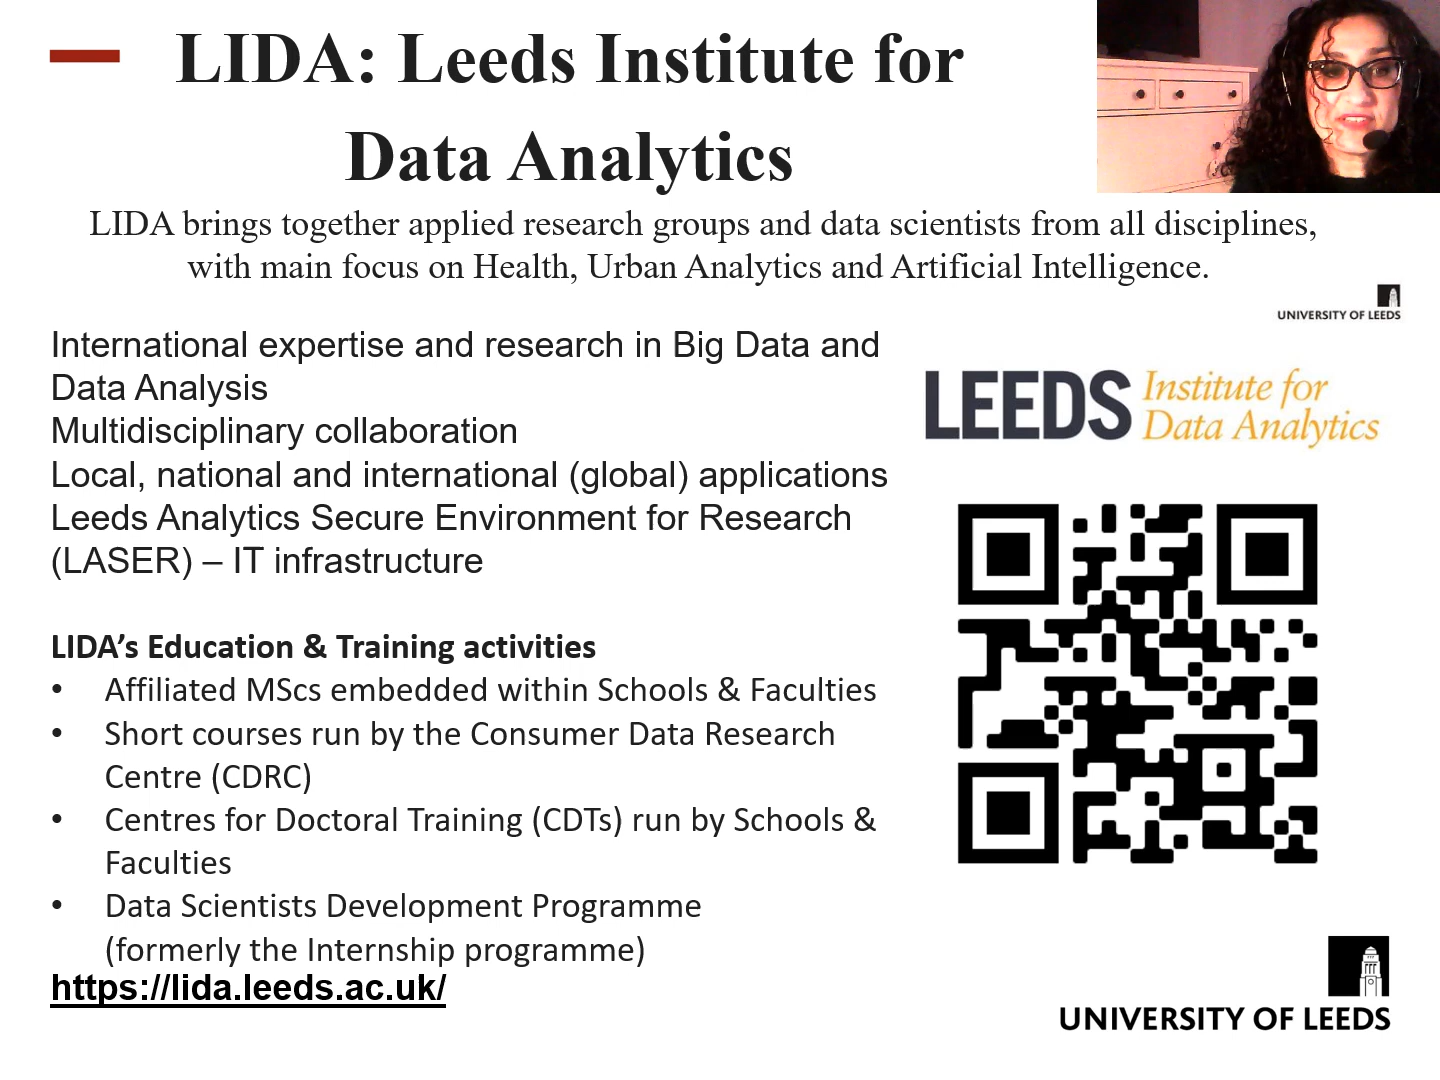 LIDA: Leeds Institute for
Data Analytics
LIDA brings together applied research groups and data scientists from all disciplines,
with main focus on Health, Urban Analytics and Artificial Intelligence.
UNIVERSITY OF LEEDS
International expertise and research in Big Data and
Data Analysis
Multidisciplinary collaboration
Local, national and international (global) applications
Leeds Analytics Secure Environment for Research
(LASER) – IT infrastructure
LEEDS Institute for
Data Analytics
LIDA’s Education & Training activities
• Affiliated MScs embedded within Schools & Faculties
• Short courses run by the Consumer Data Research
Centre (CDRC)
• Centres for Doctoral Training (CDTs) run by Schools &
Faculties
• Data Scientists Development Programme
(formerly the Internship programme)
https://lida.leeds.ac.uk/
UNIVERSITY OF LEEDS